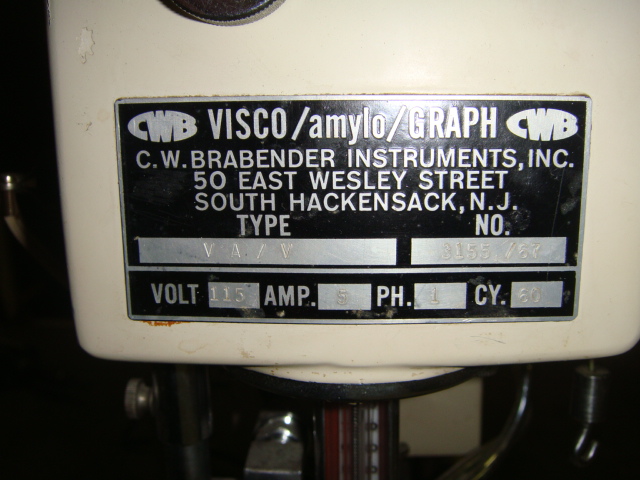 CWB VISCO/amylo/GRAPH CWB
C.W. BRABENDER INSTRUMENTS, INC.
50 EAST WESLEY STREET
SOUTH HACKENSACK, N.J.
TYPE NO.
VA/V
VOLT 115 AMP. 5 PH. 1 CY. 60